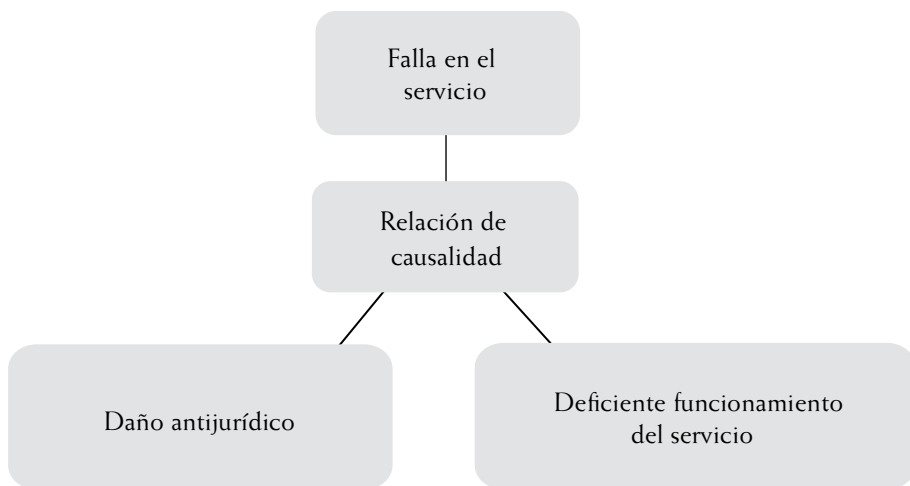 Falla en el
servicio
Relación de
causalidad
Daño antijurídico
Deficiente funcionamiento
del servicio